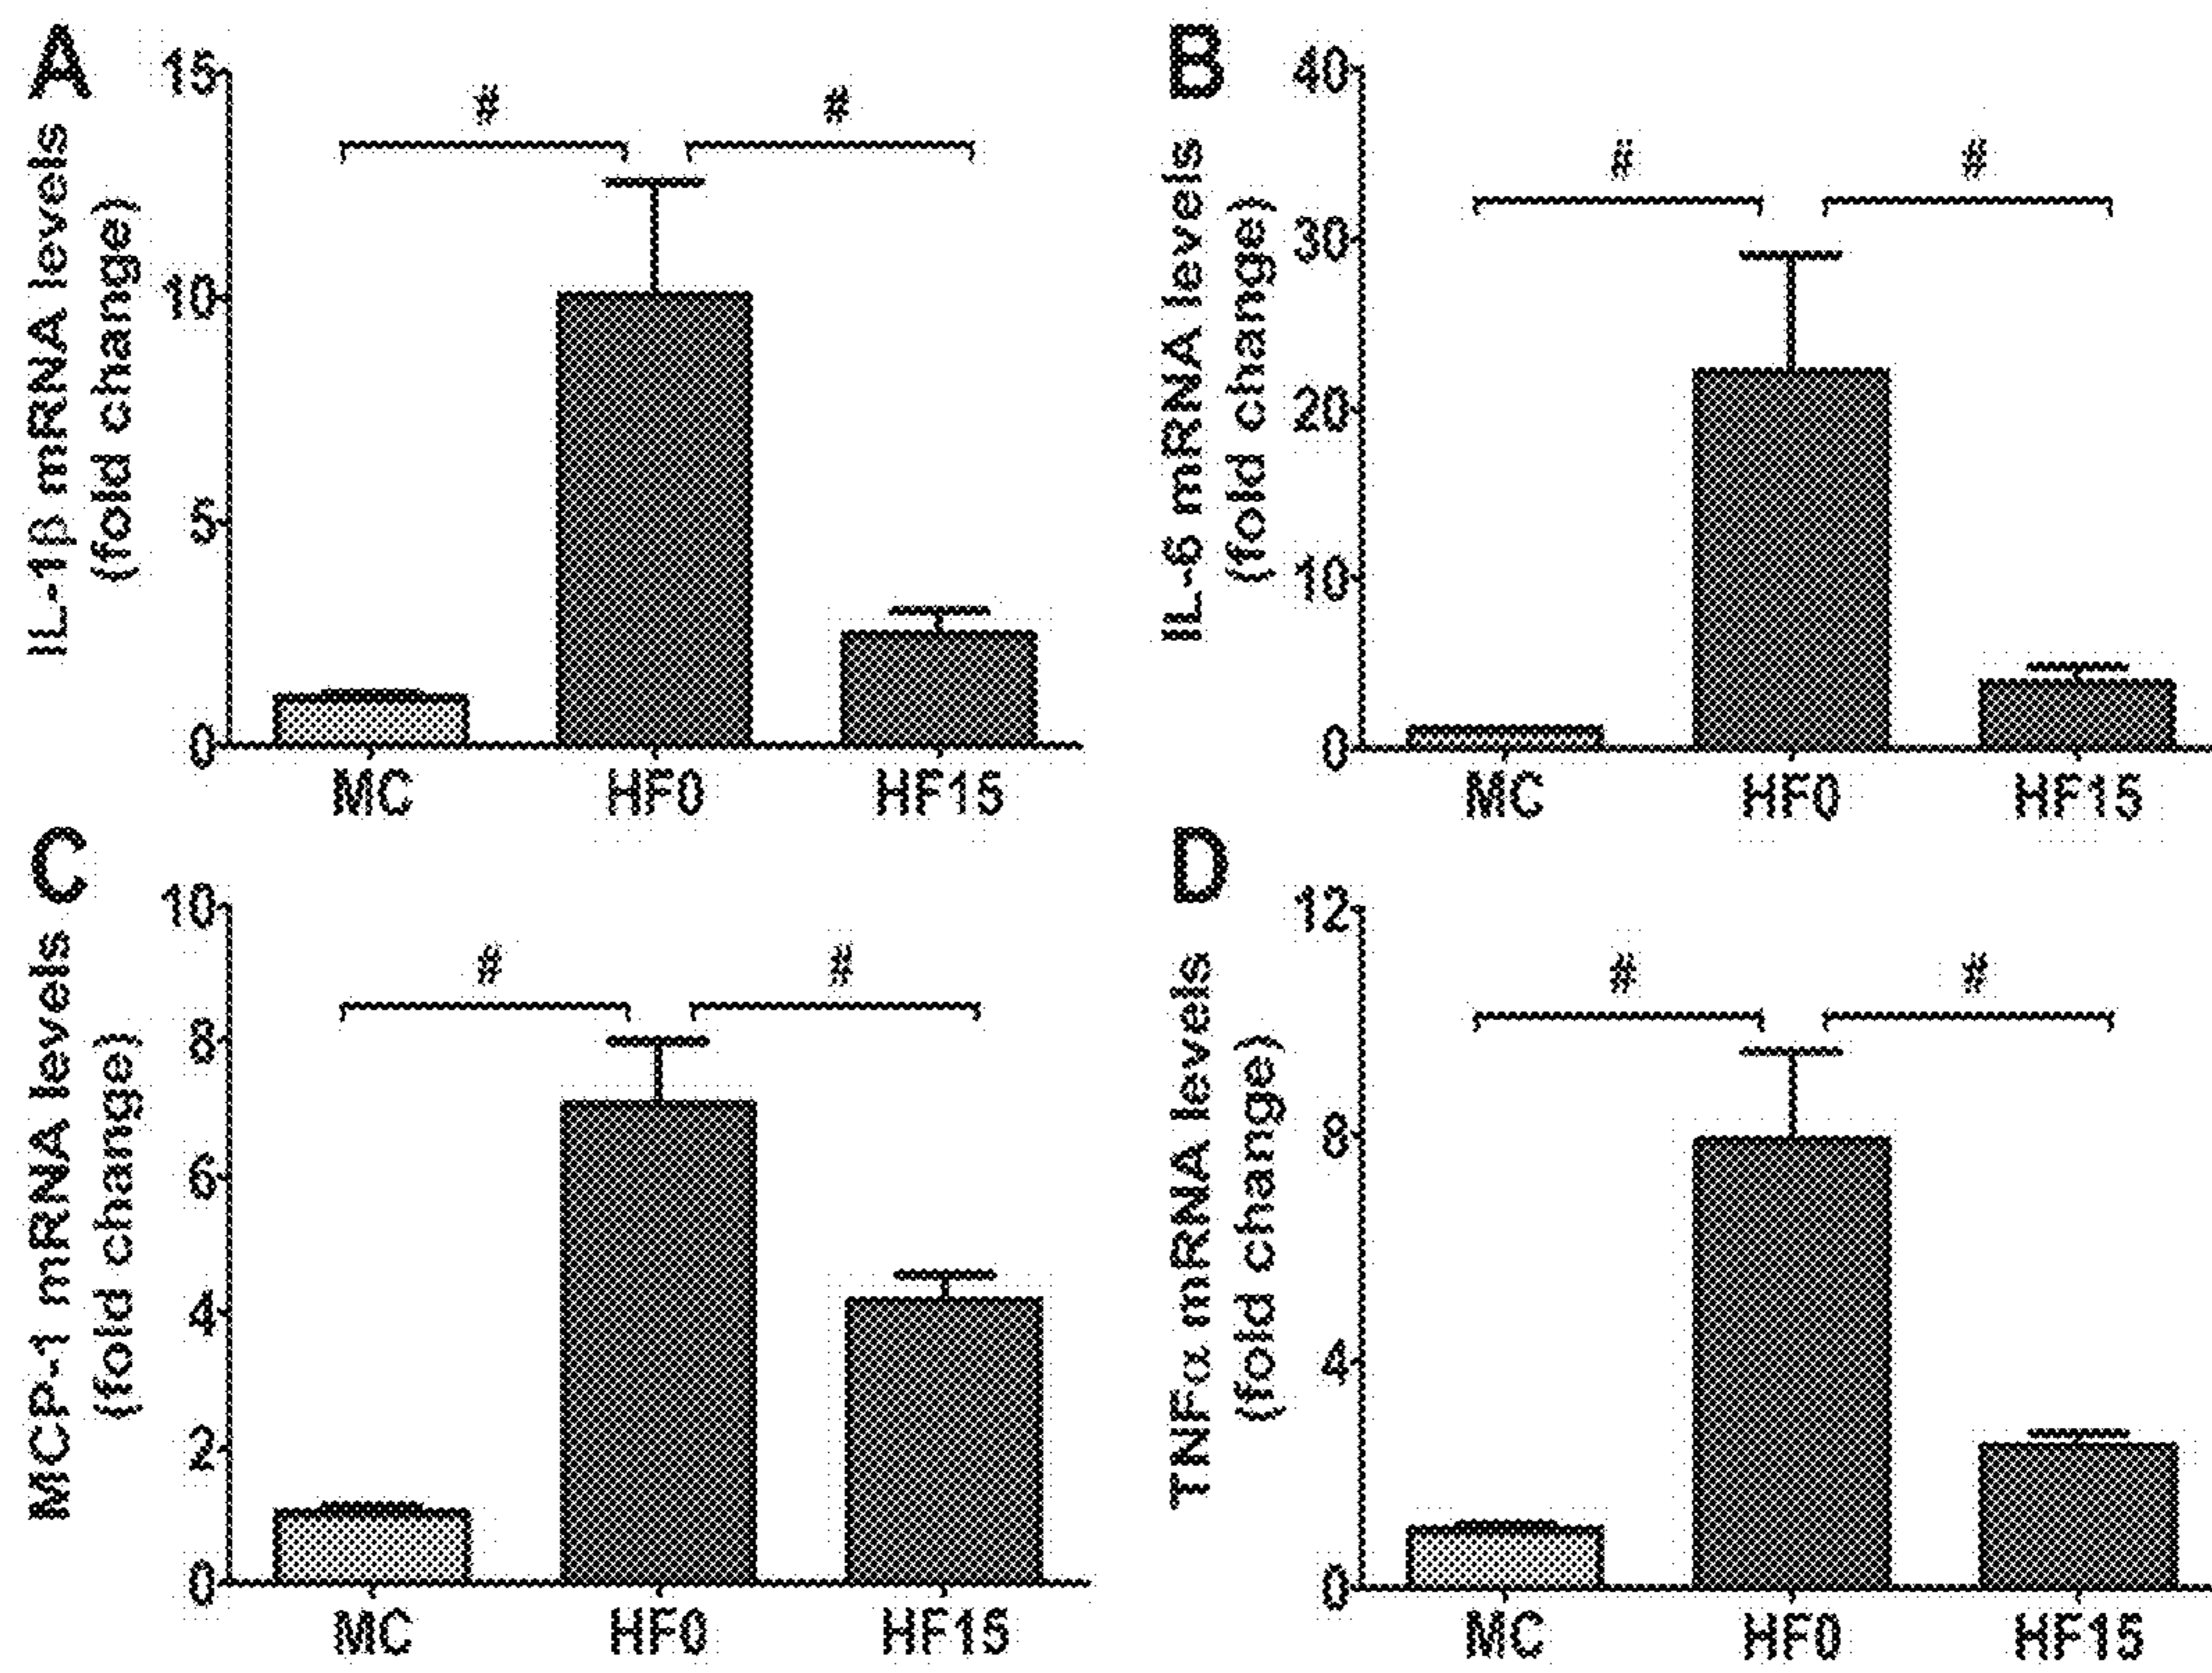 A
IL-1β mRNA levels
(fold change)
15
10
5
0
#
#
MC
HF0
HF15
B
IL-6 mRNA levels
(fold change)
40
30
20
10
0
#
#
MC
HF0
HF15
C
MCP-1 mRNA levels
(fold change)
10
8
6
4
2
0
#
#
MC
HF0
HF15
D
TNFα mRNA levels
(fold change)
12
8
4
0
#
#
MC
HF0
HF15